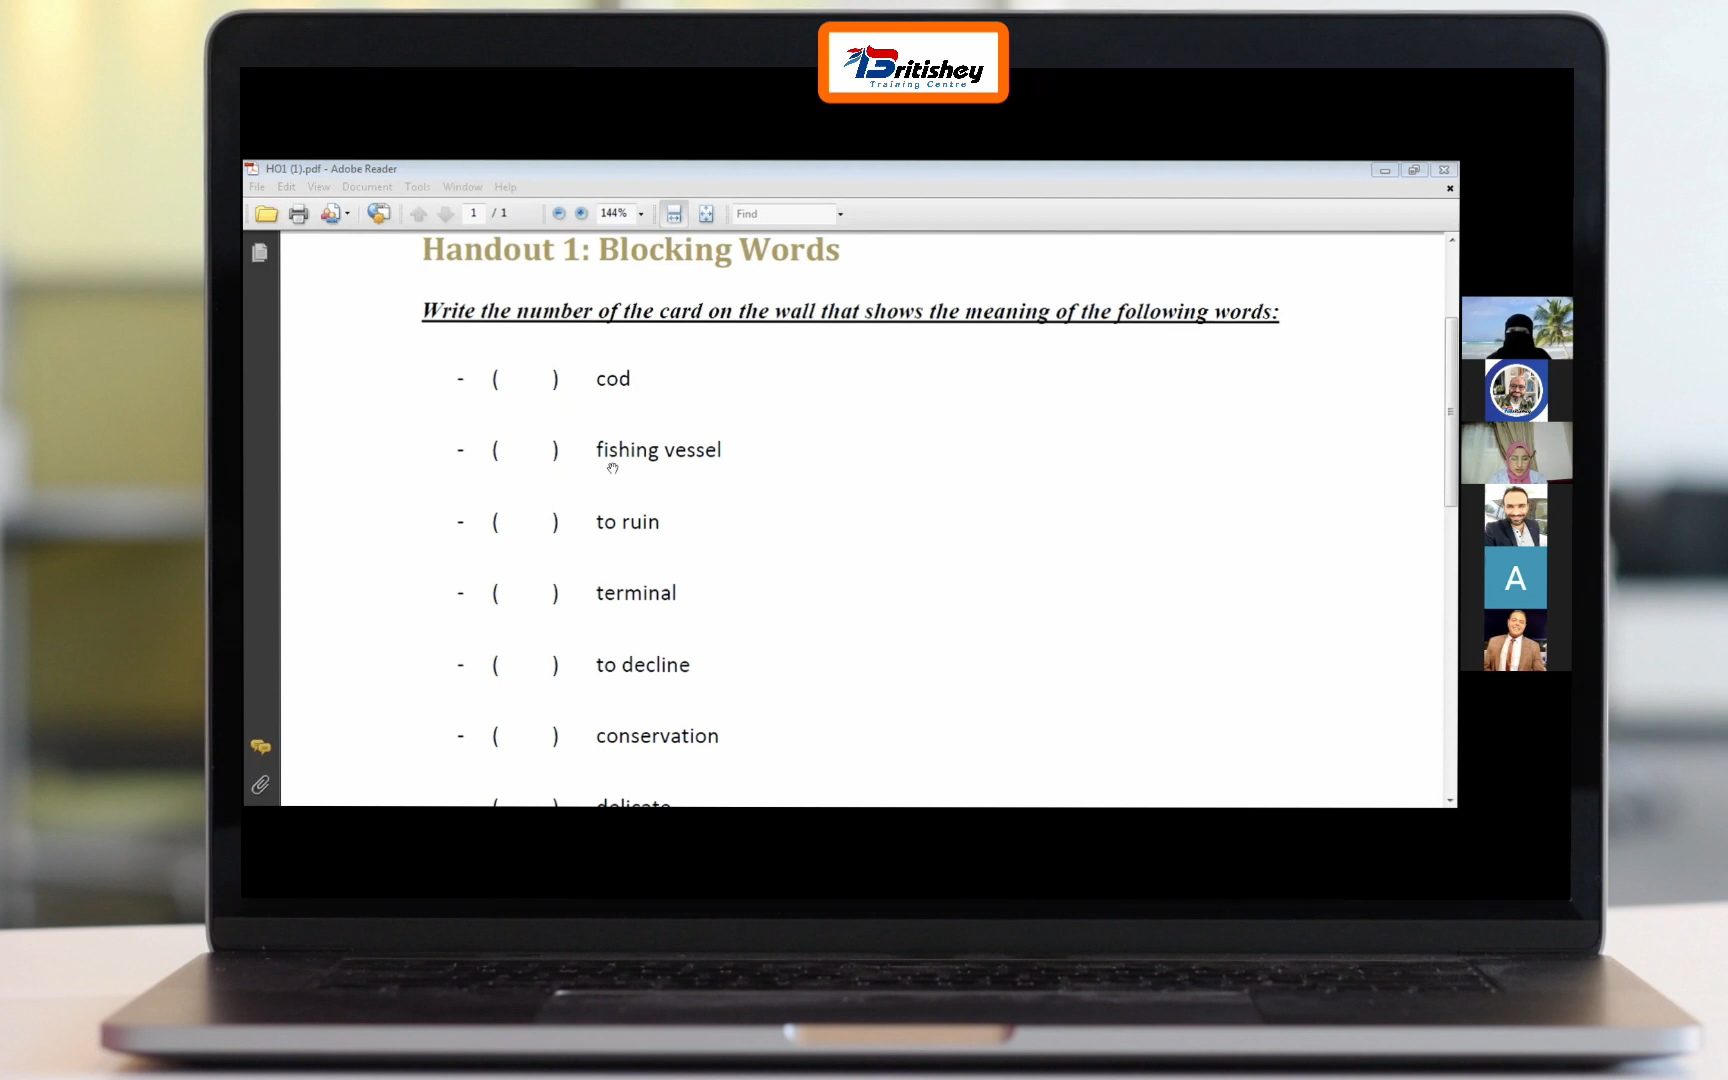 Britishey
Training Centre
HO1 (1).pdf - Adobe Reader
File Edit View Document Tools Window Help
1 / 1 144% Find
Handout 1: Blocking Words
Write the number of the card on the wall that shows the meaning of the following words:
- ( ) cod
- ( ) fishing vessel
- ( ) to ruin
- ( ) terminal
- ( ) to decline
- ( ) conservation
( ) delicate
A